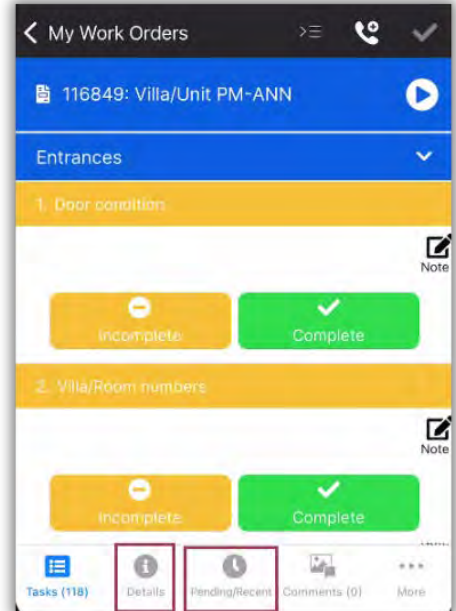 My Work Orders
116849: Villa/Unit PM-ANN
Entrances
1. Door condition
Note
Incomplete Complete
2. Villa/Room numbers
Note
Incomplete Complete
Tasks (118) Details Pending/Recent Comments (0) More